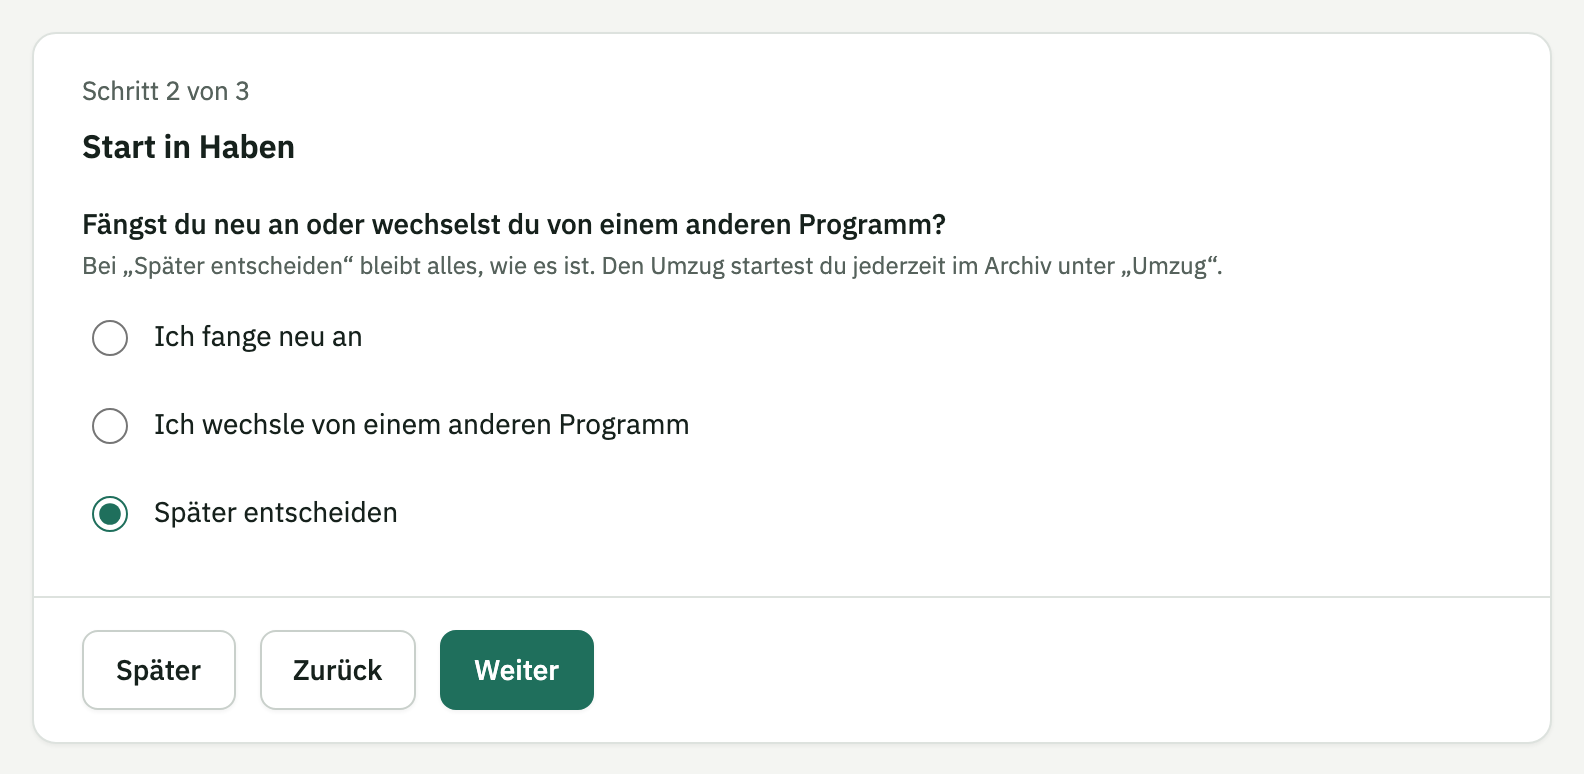 Schritt 2 von 3
Start in Haben
Fängst du neu an oder wechselst du von einem anderen Programm?
Bei „Später entscheiden“ bleibt alles, wie es ist. Den Umzug startest du jederzeit im Archiv unter „Umzug“.
Ich fange neu an
Ich wechsle von einem anderen Programm
Später entscheiden
Später
Zurück
Weiter